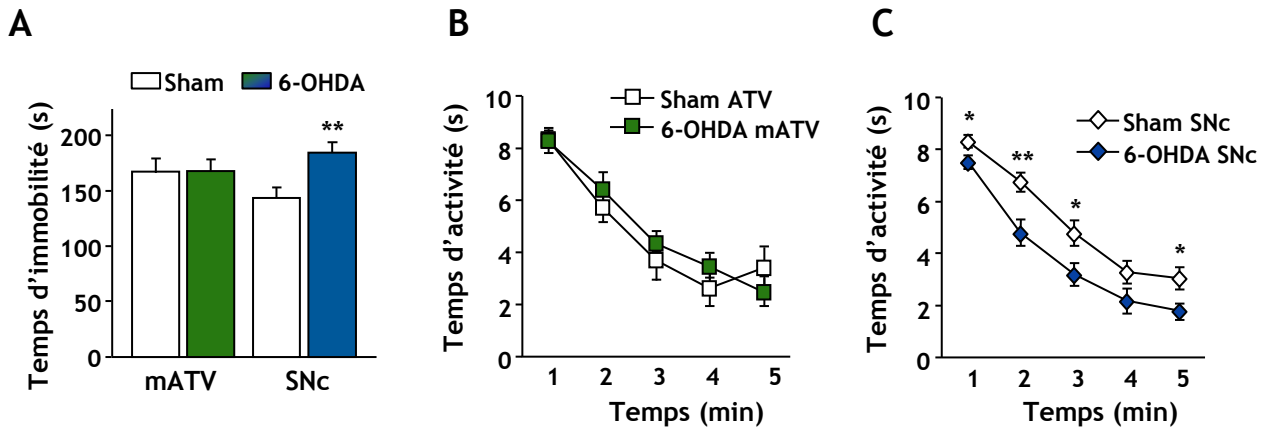 A
Sham 6-OHDA
Temps d'immobilité (s)
200
150
100
50
0
**
mATV SNc
B
Sham ATV
6-OHDA mATV
Temps d'activité (s)
10
8
6
4
2
0
1 2 3 4 5
Temps (min)
C
Sham SNc
6-OHDA SNc
Temps d'activité (s)
10
8
6
4
2
0
*
**
*
*
1 2 3 4 5
Temps (min)